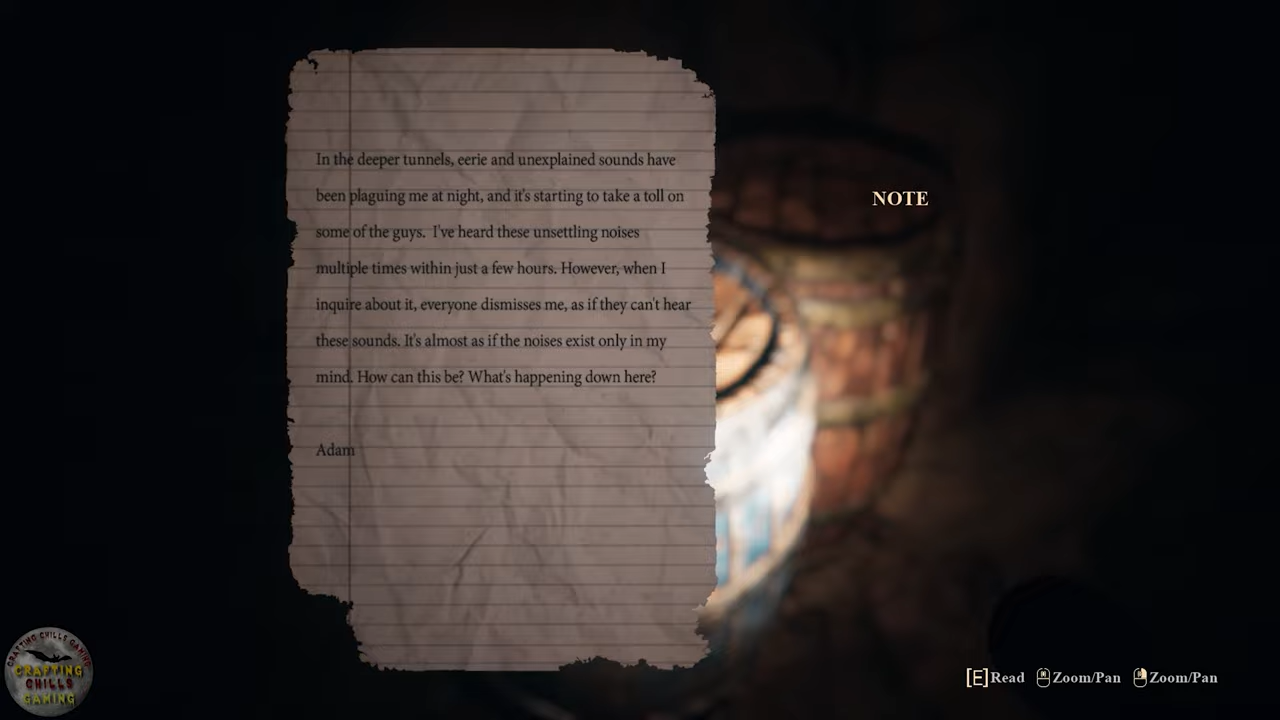 In the deeper tunnels, eerie and unexplained sounds have
been plaguing me at night, and it's starting to take a toll on
some of the guys.  I've heard these unsettling noises
multiple times within just a few hours. However, when I
inquire about it, everyone dismisses me, as if they can't hear
these sounds. It's almost as if the noises exist only in my
mind. How can this be? What's happening down here?
Adam
NOTE
CRAFTING CHILLS GAMING
CRAFTING
CHILLS
GAMING
[E]Read Zoom/Pan Zoom/Pan